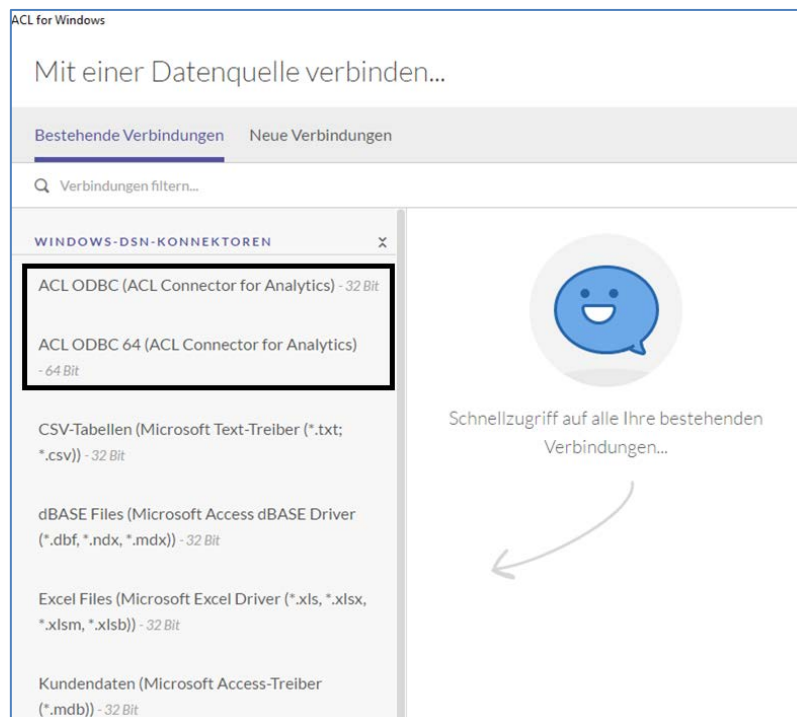 ACL for Windows
Mit einer Datenquelle verbinden...
Bestehende Verbindungen Neue Verbindungen
Verbindungen filtern...
WINDOWS-DSN-KONNEKTOREN
ACL ODBC (ACL Connector for Analytics) - 32 Bit
ACL ODBC 64 (ACL Connector for Analytics)
- 64 Bit
CSV-Tabellen (Microsoft Text-Treiber (*.txt;
*.csv)) - 32 Bit
dBASE Files (Microsoft Access dBASE Driver
(*.dbf, *.ndx, *.mdx)) - 32 Bit
Excel Files (Microsoft Excel Driver (*.xls, *.xlsx,
*.xlsm, *.xlsb)) - 32 Bit
Kundendaten (Microsoft Access-Treiber
(*.mdb)) - 32 Bit
Schnellzugriff auf alle Ihre bestehenden
Verbindungen...